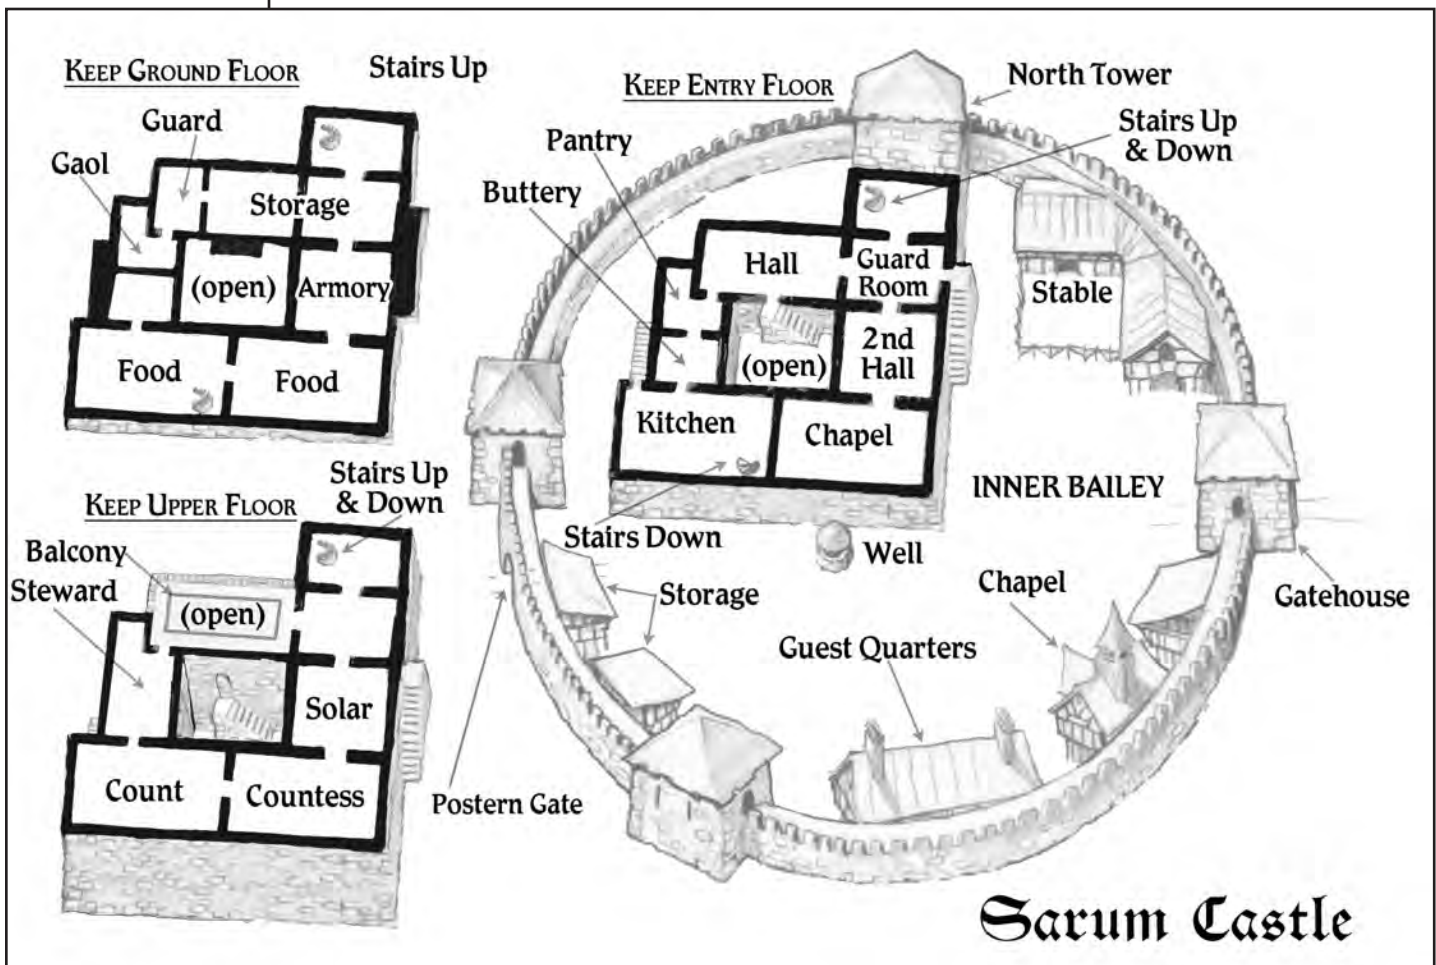 KEEP GROUND FLOOR
Stairs Up
Guard
Gaol
Storage
(open)
Armory
Food
Food
KEEP UPPER FLOOR
Stairs Up
& Down
Balcony
Steward
(open)
Solar
Count
Countess
KEEP ENTRY FLOOR
North Tower
Stairs Up
& Down
Pantry
Buttery
Hall
Guard
Room
Stable
2nd
Hall
(open)
Kitchen
Chapel
INNER BAILEY
Stairs Down
Well
Storage
Chapel
Gatehouse
Guest Quarters
Postern Gate
Sarum Castle